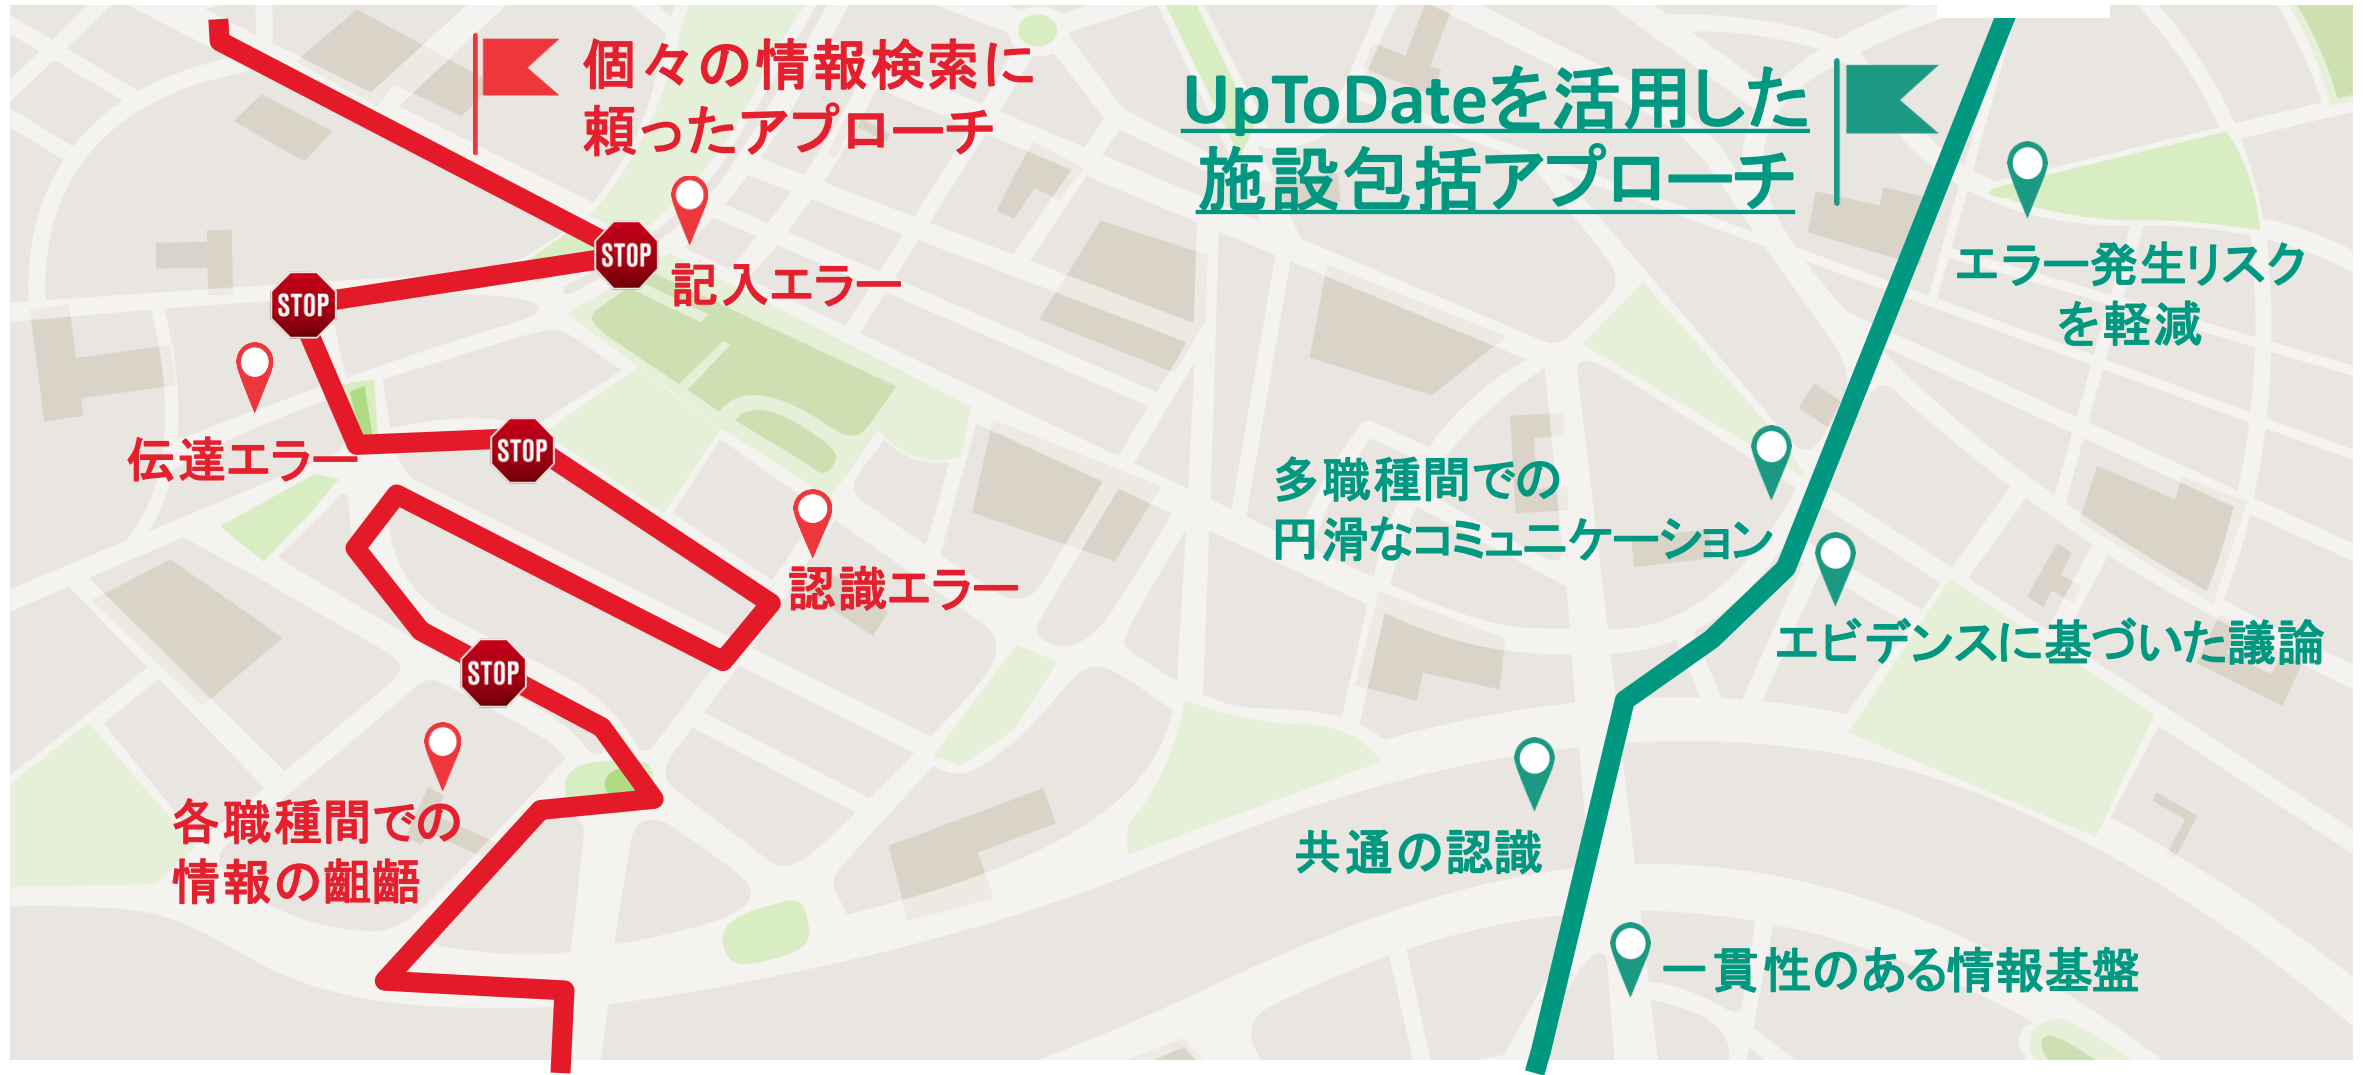 個々の情報検索に
頼ったアプローチ
STOP
記入エラー
STOP
伝達エラー
STOP
認識エラー
STOP
各職種間での
情報の齟齬
UpToDateを活用した
施設包括アプローチ
エラー発生リスク
を軽減
多職種間での
円滑なコミュニケーション
エビデンスに基づいた議論
共通の認識
一貫性のある情報基盤